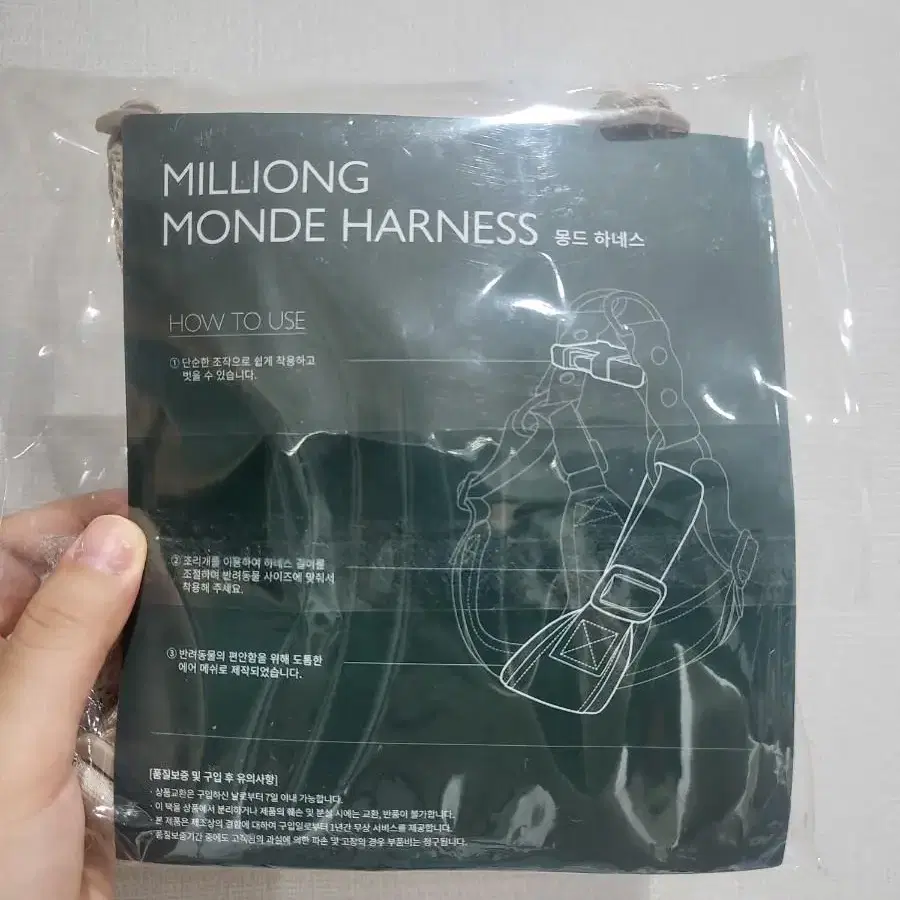 MILLIONG
MONDE HARNESS 몽드 하네스
HOW TO USE
① 단순한 조작으로 쉽게 착용하고
벗을 수 있습니다.
② 조리개를 이용하여 하네스 길이를
조절하여 반려동물 사이즈에 맞춰서
착용해 주세요.
③ 반려동물의 편안함을 위해 도톰한
에어 메쉬로 제작되었습니다.
[품질보증 및 구입 후 유의사항]
· 상품교환은 구입하신 날로부터 7일 이내 가능합니다.
· 이 택을 상품에서 분리하거나 제품의 훼손 및 분실 시에는 교환, 반품이 불가합니다.
· 본 제품은 제조상의 결함에 대하여 구입일로부터 1년간 무상 서비스를 제공합니다.
· 품질보증기간 중에도 고객님의 과실에 의한 파손 및 고장의 경우 부품비는 청구됩니다.